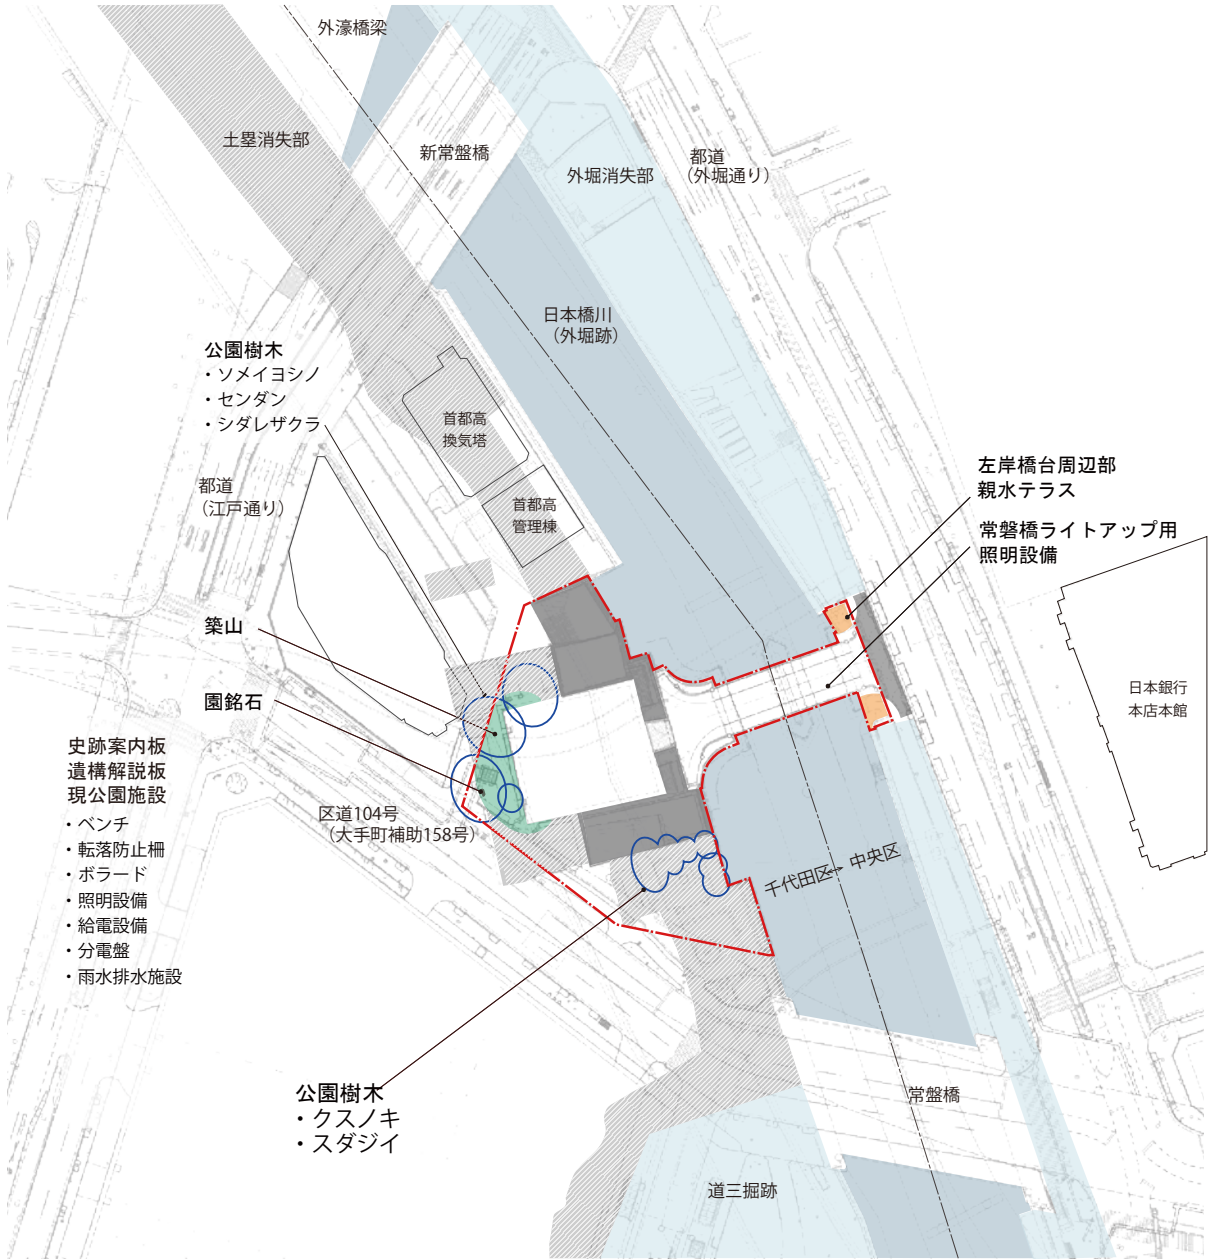 外濠橋梁
土塁消失部
新常盤橋
外堀消失部
都道
（外堀通り）
日本橋川
（外堀跡）
公園樹木
・ソメイヨシノ
・センダン
・シダレザクラ
首都高
換気塔
首都高
管理棟
都道
（江戸通り）
左岸橋台周辺部
親水テラス
常磐橋ライトアップ用
照明設備
築山
園銘石
日本銀行
本店本館
史跡案内板
遺構解説板
現公園施設
・ベンチ
・転落防止柵
・ボラード
・照明設備
・給電設備
・分電盤
・雨水排水施設
区道104号
（大手町補助158号）
千代田区 中央区
公園樹木
・クスノキ
・スダジイ
常盤橋
道三掘跡